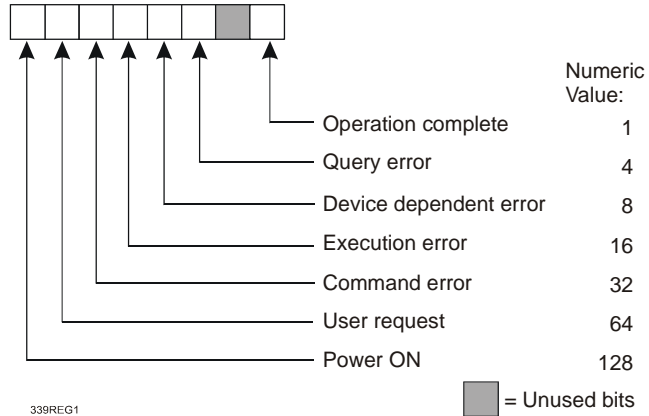 Numeric
Value:
Operation complete 1
Query error 4
Device dependent error 8
Execution error 16
Command error 32
User request 64
Power ON 128
339REG1
= Unused bits